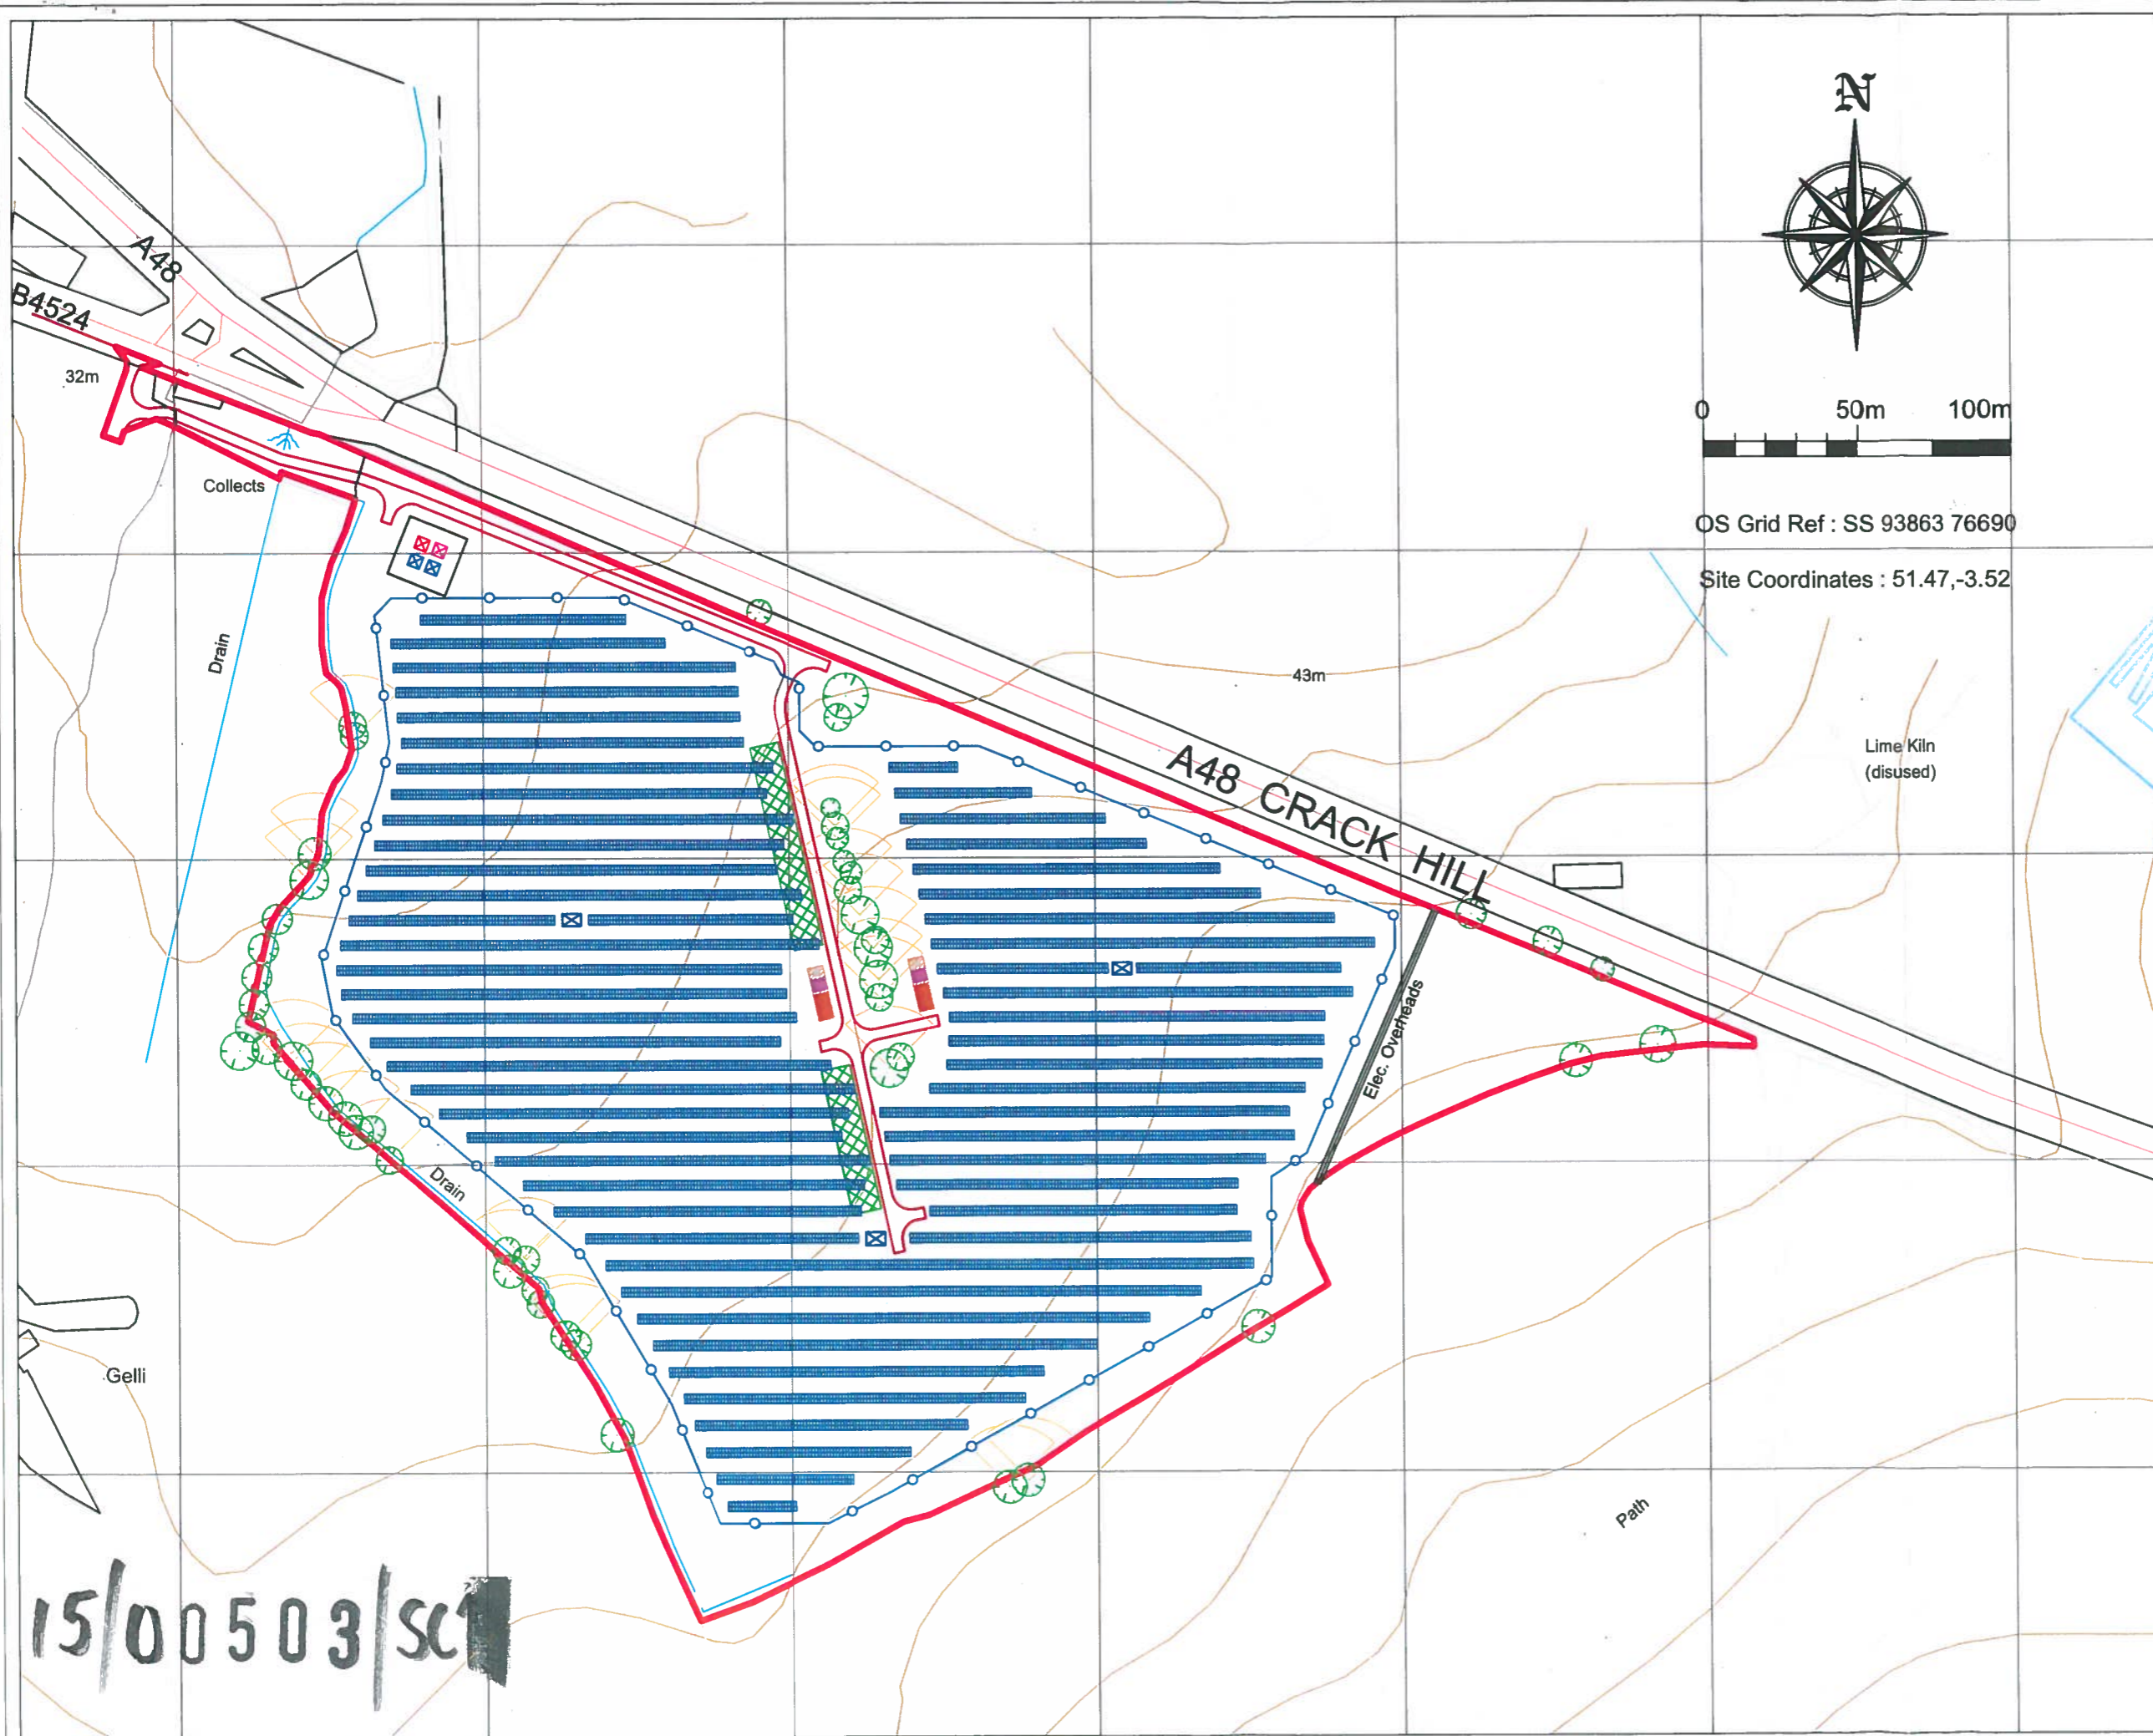 N
A48
B4524
32m
0 50m 100m
OS Grid Ref : SS 93863 76690
Collects
Site Coordinates : 51.47,-3.52
Drain
43m
A48 CRACK HILL
Lime Kiln
(disused)
Elec. Overheads
Drain
Gelli
Path
15/00503/SC1